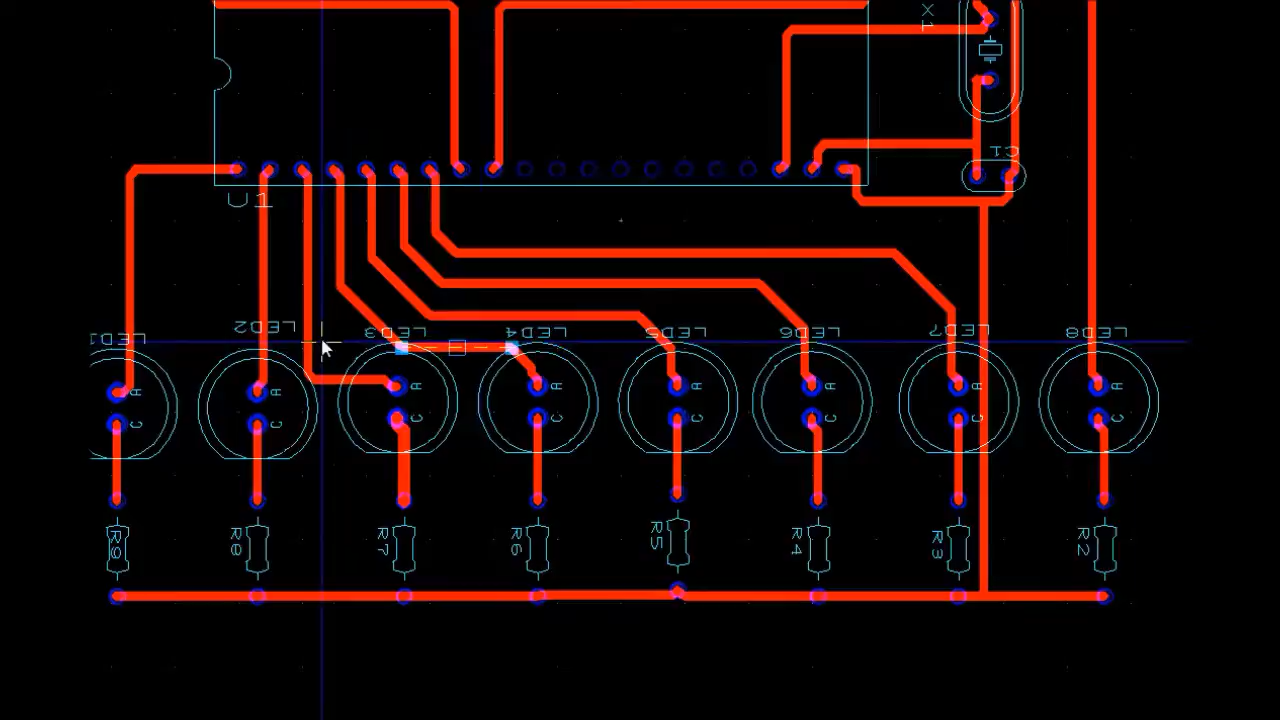 X1
C1
U1
LED1 LED2 LED3 LED4 LED5 LED6 LED7 LED8
A A A A A A A A
C C C C C C C C
R9 R8 R7 R6 R5 R4 R3 R2